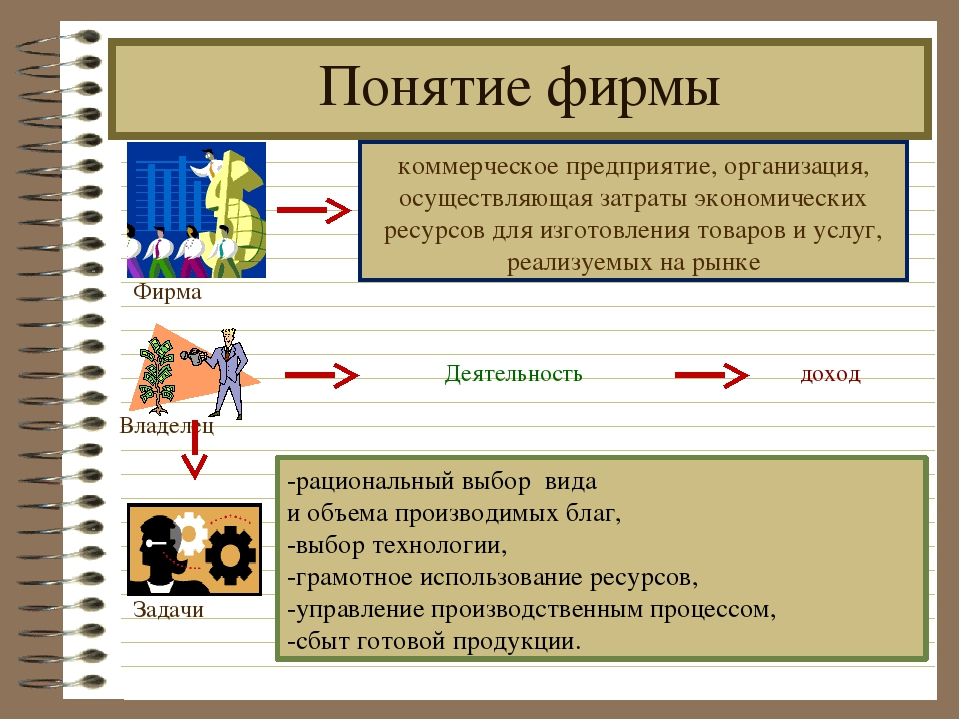 Понятие фирмы
коммерческое предприятие, организация,
осуществляющая затраты экономических
ресурсов для изготовления товаров и услуг,
реализуемых на рынке
Фирма
Деятельность
доход
Владелец
-рациональный выбор вида
и объема производимых благ,
-выбор технологии,
-грамотное использование ресурсов,
-управление производственным процессом,
-сбыт готовой продукции.
Задачи